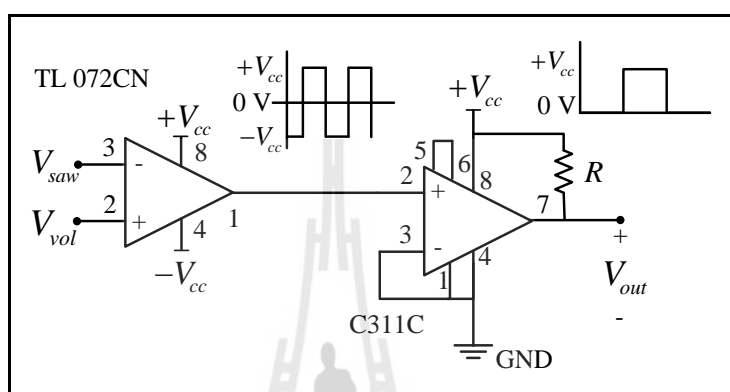 TL 072CN
+Vcc
0 V
−Vcc
+Vcc
0 V
+Vcc
8
3
-
Vsaw
2
+
Vvol
4
1
−Vcc
+Vcc
5
6
8
2
+
3
-
7
4
1
R
+
Vout
-
C311C
GND